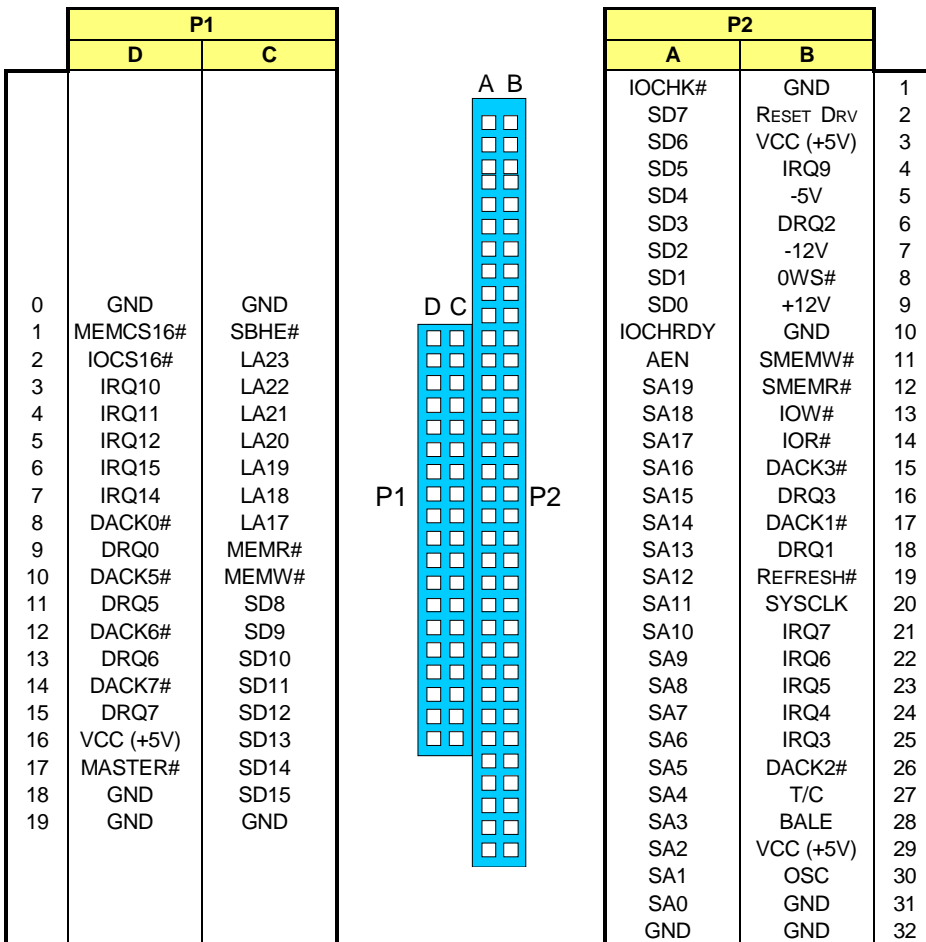 P1
D C
0 GND GND
1 MEMCS16# SBHE#
2 IOCS16# LA23
3 IRQ10 LA22
4 IRQ11 LA21
5 IRQ12 LA20
6 IRQ15 LA19
7 IRQ14 LA18
8 DACK0# LA17
9 DRQ0 MEMR#
10 DACK5# MEMW#
11 DRQ5 SD8
12 DACK6# SD9
13 DRQ6 SD10
14 DACK7# SD11
15 DRQ7 SD12
16 VCC (+5V) SD13
17 MASTER# SD14
18 GND SD15
19 GND GND
A B
D C
P1 P2
P2
A B
IOCHK# GND 1
SD7 RESET DRV 2
SD6 VCC (+5V) 3
SD5 IRQ9 4
SD4 -5V 5
SD3 DRQ2 6
SD2 -12V 7
SD1 0WS# 8
SD0 +12V 9
IOCHRDY GND 10
AEN SMEMW# 11
SA19 SMEMR# 12
SA18 IOW# 13
SA17 IOR# 14
SA16 DACK3# 15
SA15 DRQ3 16
SA14 DACK1# 17
SA13 DRQ1 18
SA12 REFRESH# 19
SA11 SYSCLK 20
SA10 IRQ7 21
SA9 IRQ6 22
SA8 IRQ5 23
SA7 IRQ4 24
SA6 IRQ3 25
SA5 DACK2# 26
SA4 T/C 27
SA3 BALE 28
SA2 VCC (+5V) 29
SA1 OSC 30
SA0 GND 31
GND GND 32